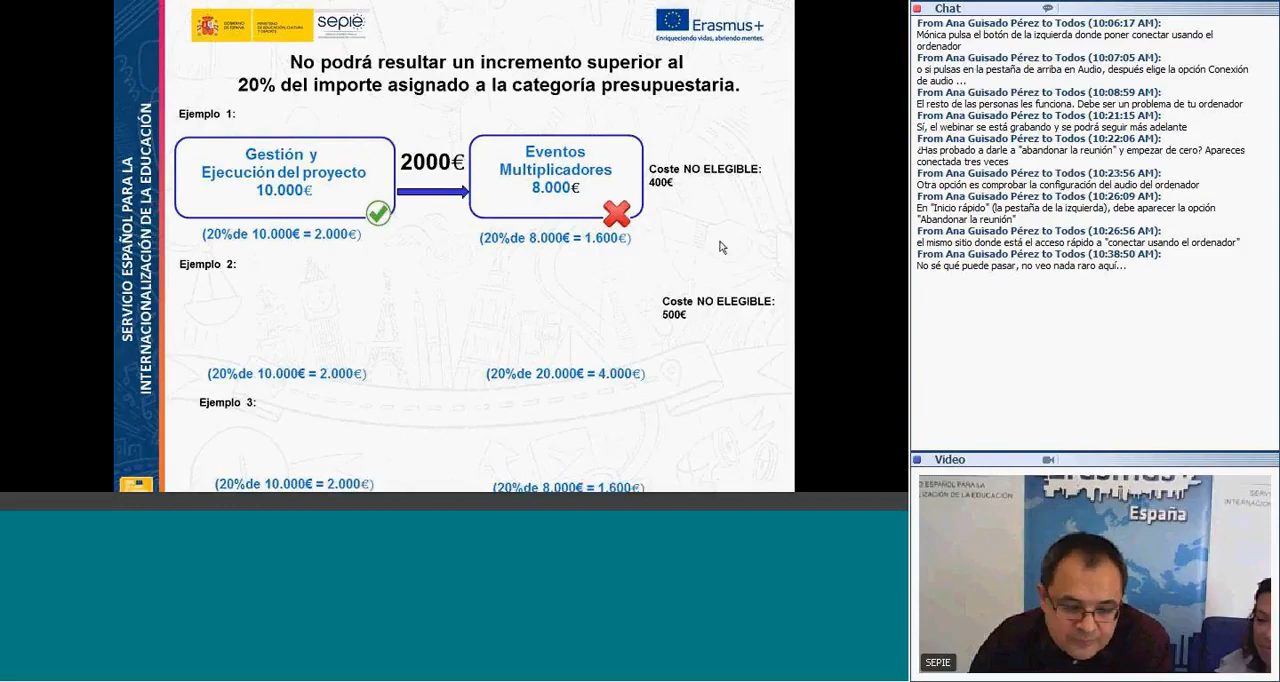 GOBIERNO DE ESPAÑA
MINISTERIO DE EDUCACIÓN, CULTURA Y DEPORTE
sepie
Erasmus+
Enriqueciendo vidas, abriendo mentes.
SERVICIO ESPAÑOL PARA LA
INTERNACIONALIZACIÓN DE LA EDUCACIÓN
No podrá resultar un incremento superior al
20% del importe asignado a la categoría presupuestaria.
Ejemplo 1:
Gestión y
Ejecución del proyecto
10.000€
2000€
Eventos
Multiplicadores
8.000€
Coste NO ELEGIBLE:
400€
(20%de 10.000€ = 2.000€)
(20%de 8.000€ = 1.600€)
Ejemplo 2:
Coste NO ELEGIBLE:
500€
(20%de 10.000€ = 2.000€)
(20%de 20.000€ = 4.000€)
Ejemplo 3:
(20%de 10.000€ = 2.000€)
(20%de 8.000€ = 1.600€)
Chat
From Ana Guisado Pérez to Todos (10:06:17 AM):
Mónica pulsa el botón de la izquierda donde poner conectar usando el
ordenador
From Ana Guisado Pérez to Todos (10:07:05 AM):
o si pulsas en la pestaña de arriba en Audio, después elige la opción Conexión
de audio ...
From Ana Guisado Pérez to Todos (10:08:59 AM):
El resto de las personas les funciona. Debe ser un problema de tu ordenador
From Ana Guisado Pérez to Todos (10:21:15 AM):
Sí, el webinar se está grabando y se podrá seguir más adelante
From Ana Guisado Pérez to Todos (10:22:06 AM):
¿Has probado a darle a "abandonar la reunión" y empezar de cero? Apareces
conectada tres veces
From Ana Guisado Pérez to Todos (10:23:56 AM):
Otra opción es comprobar la configuración del audio del ordenador
From Ana Guisado Pérez to Todos (10:26:09 AM):
En "Inicio rápido" (la pestaña de la izquierda), debe aparecer la opción
"Abandonar la reunión"
From Ana Guisado Pérez to Todos (10:26:56 AM):
el mismo sitio donde está el acceso rápido a "conectar usando el ordenador"
From Ana Guisado Pérez to Todos (10:38:50 AM):
No sé qué puede pasar, no veo nada raro aquí...
Video
O ESPAÑOL PARA LA
LIZACIÓN DE LA EDUCACIÓN
Erasmus+
España
SERV
INTERNACION
SEPIE